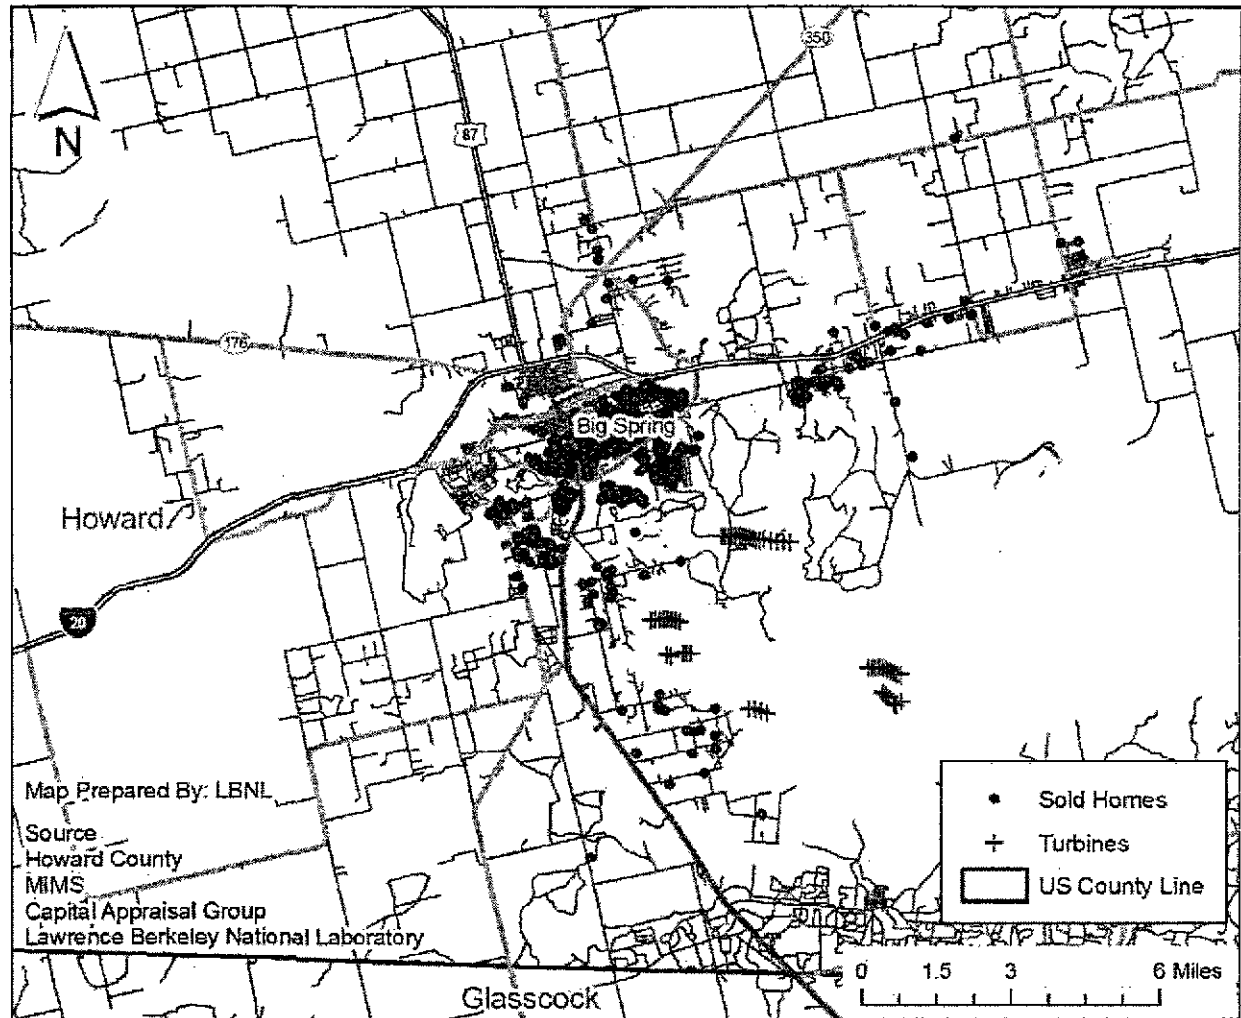 350
N
87
176
Big Spring
Howard
20
Map Prepared By: LBNL
Source
Howard County
MIMS
Capital Appraisal Group
Lawrence Berkeley National Laboratory
Sold Homes
Turbines
US County Line
0 1.5 3 6 Miles
Glasscock